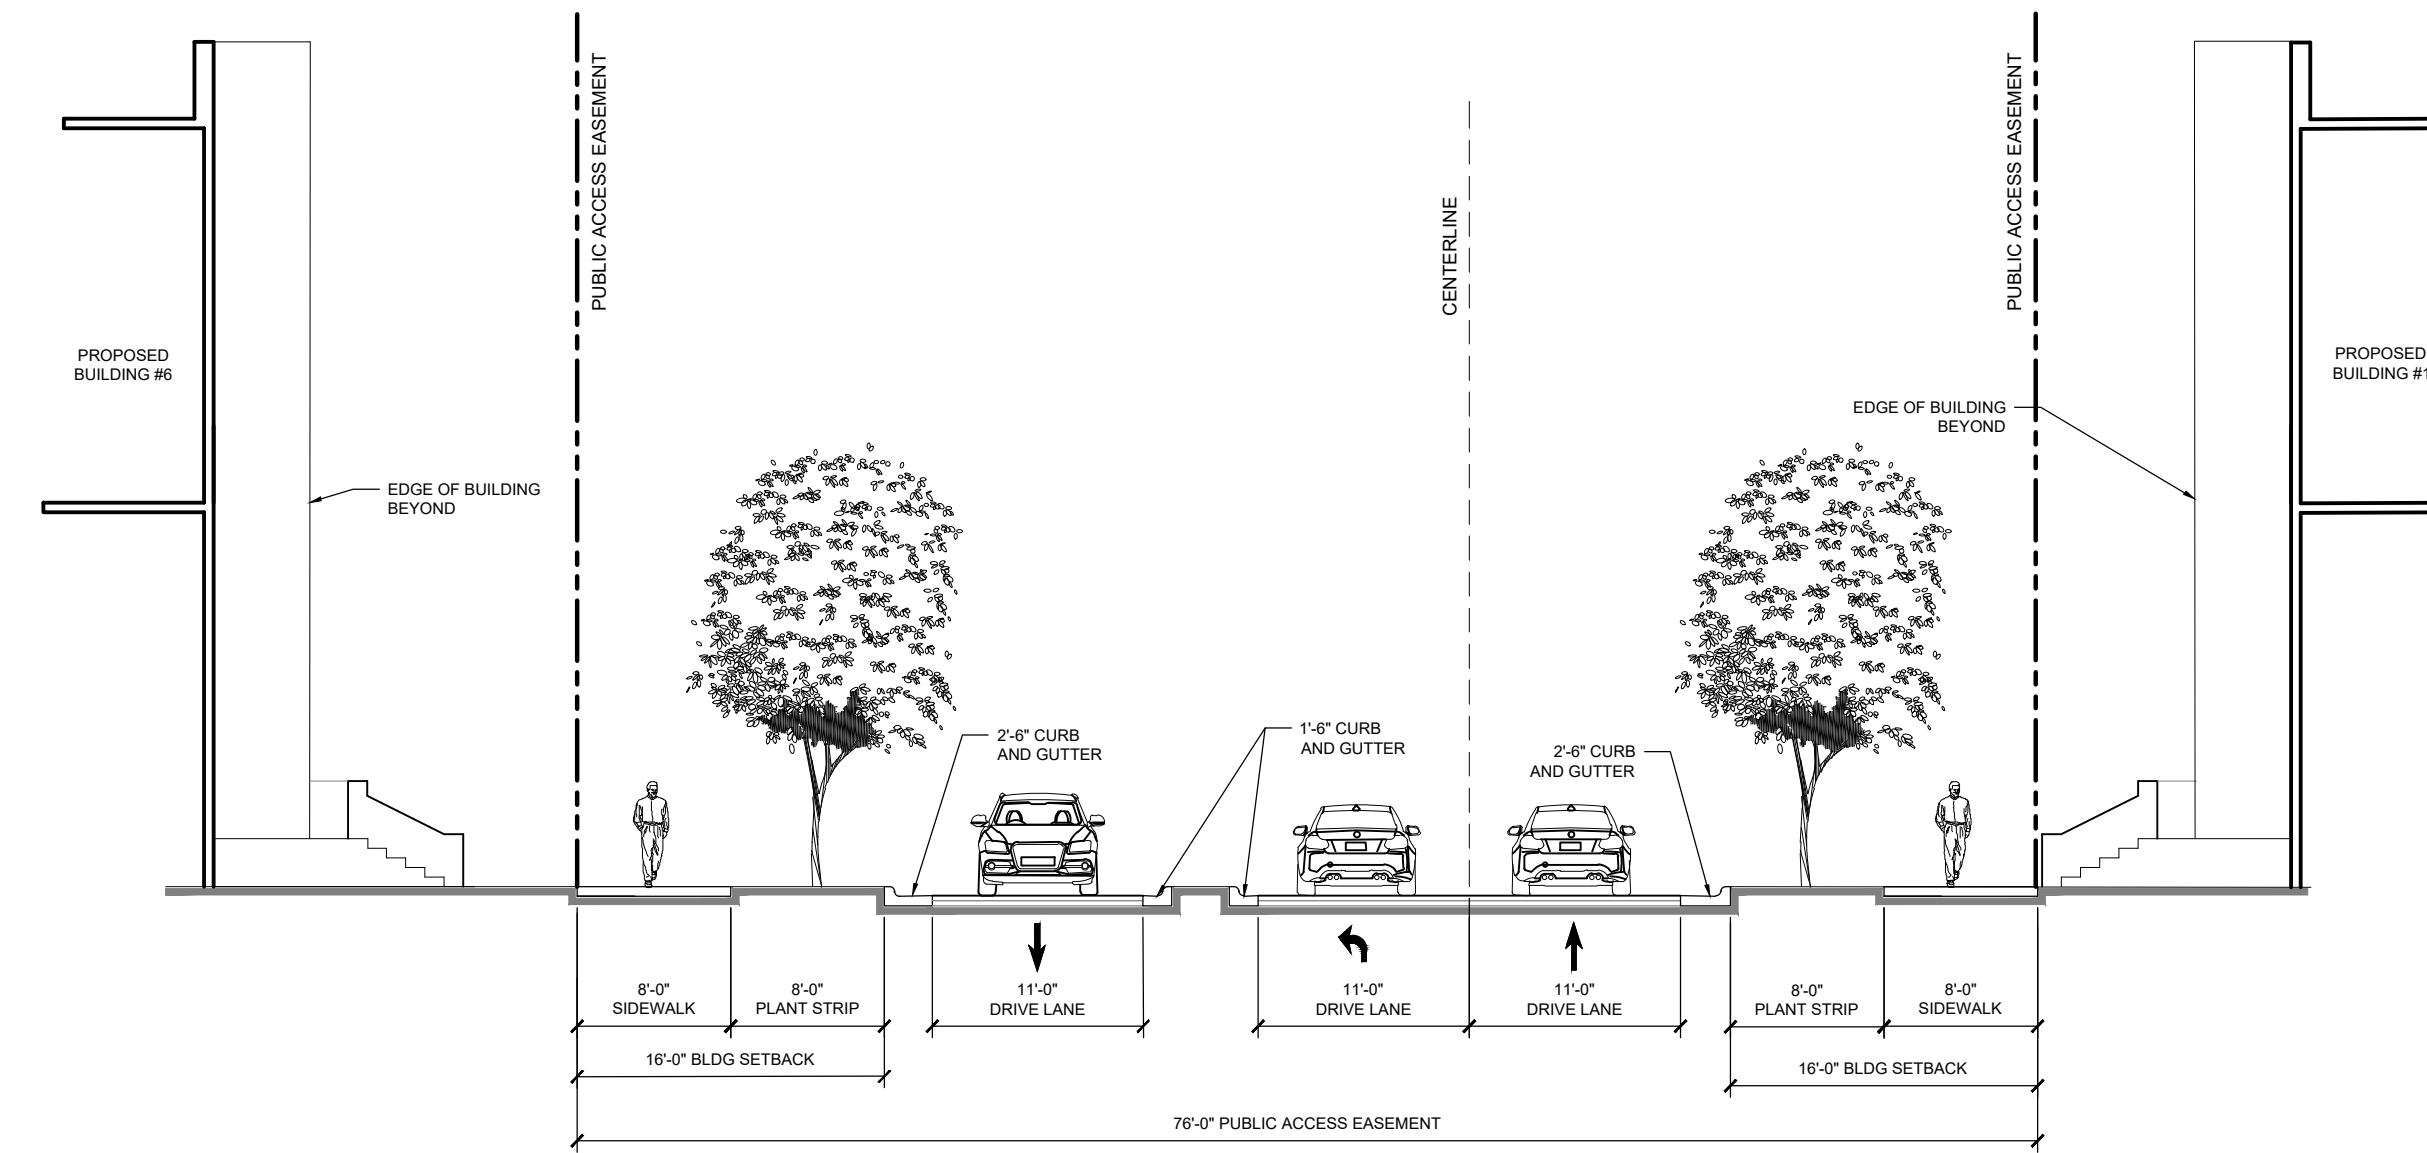 PUBLIC ACCESS EASEMENT
PUBLIC ACCESS EASEMENT
CENTERLINE
PROPOSED
BUILDING #6
PROPOSED
BUILDING #1
EDGE OF BUILDING
BEYOND
EDGE OF BUILDING
BEYOND
2'-6" CURB
AND GUTTER
1'-6" CURB
AND GUTTER
2'-6" CURB
AND GUTTER
8'-0"
SIDEWALK
8'-0"
PLANT STRIP
11'-0"
DRIVE LANE
11'-0"
DRIVE LANE
11'-0"
DRIVE LANE
8'-0"
PLANT STRIP
8'-0"
SIDEWALK
16'-0" BLDG SETBACK
16'-0" BLDG SETBACK
76'-0" PUBLIC ACCESS EASEMENT